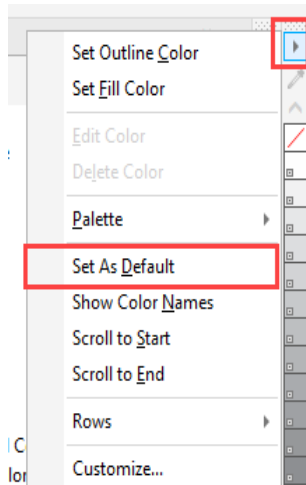 Set Outline Color
Set Fill Color
Edit Color
Delete Color
Palette
Set As Default
Show Color Names
Scroll to Start
Scroll to End
Rows
Customize...